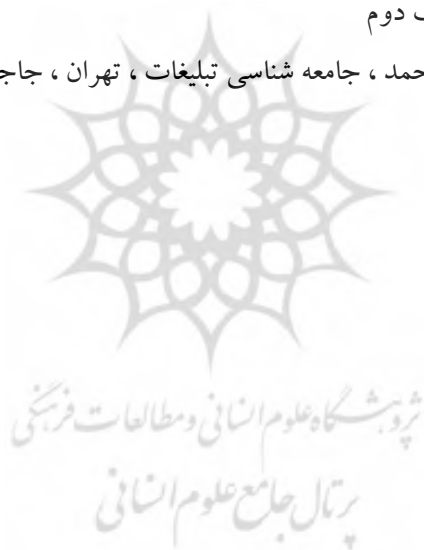 دوم
حمد ، جامعه شناسی تبلیغات ، تهران ، جاج
پژوهشگاه علوم انسانی و مطالعات فرهنگی
پرتال جامع علوم انسانی